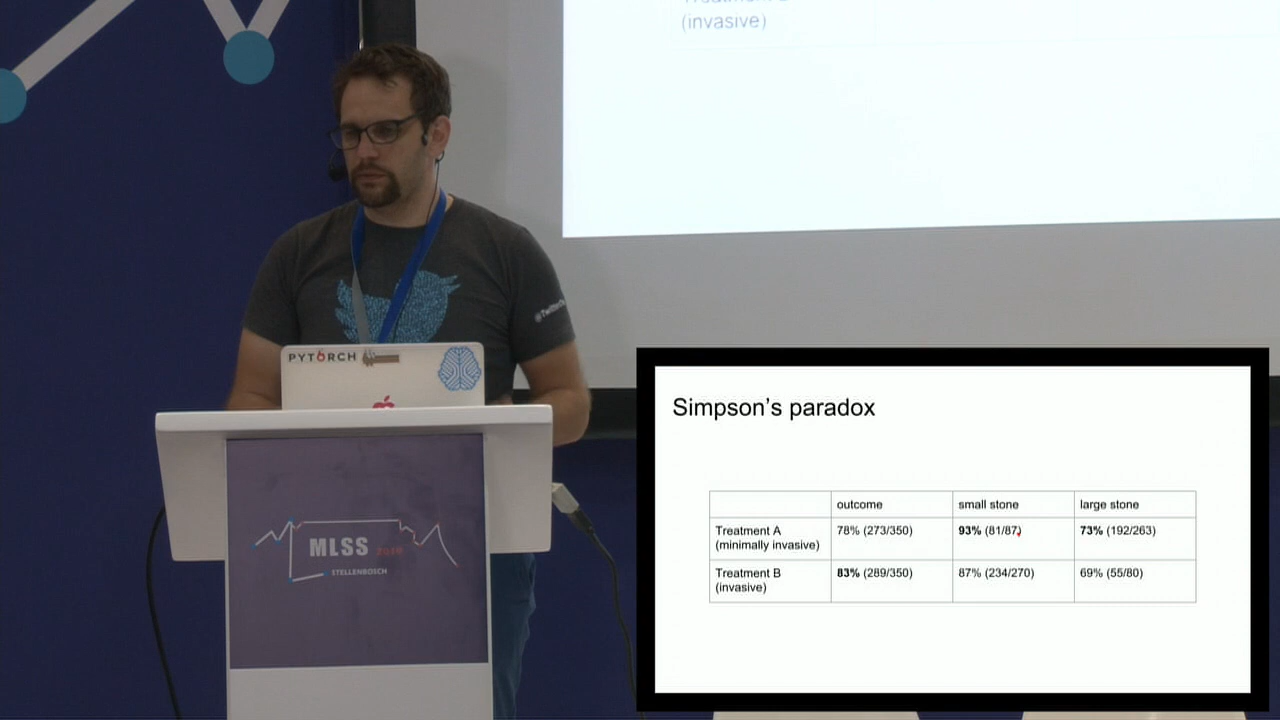 (invasive)
PYTORCH
MLSS 2019
STELLENBOSCH
Simpson's paradox
outcome small stone large stone
Treatment A 78% (273/350) 93% (81/87) 73% (192/263)
(minimally invasive)
Treatment B 83% (289/350) 87% (234/270) 69% (55/80)
(invasive)